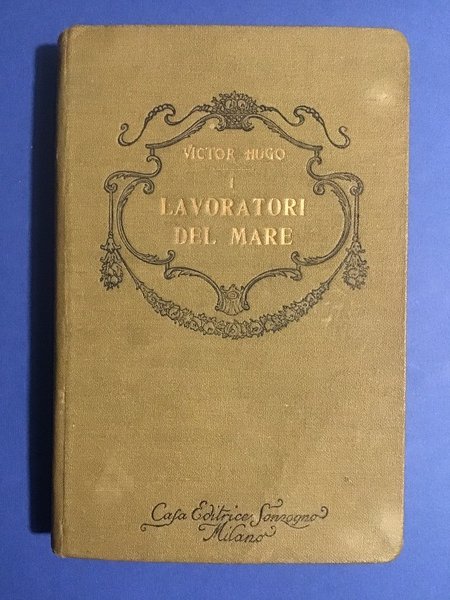 VICTOR HUGO
I
LAVORATORI
DEL MARE
Casa Editrice Sonzogno
Milano